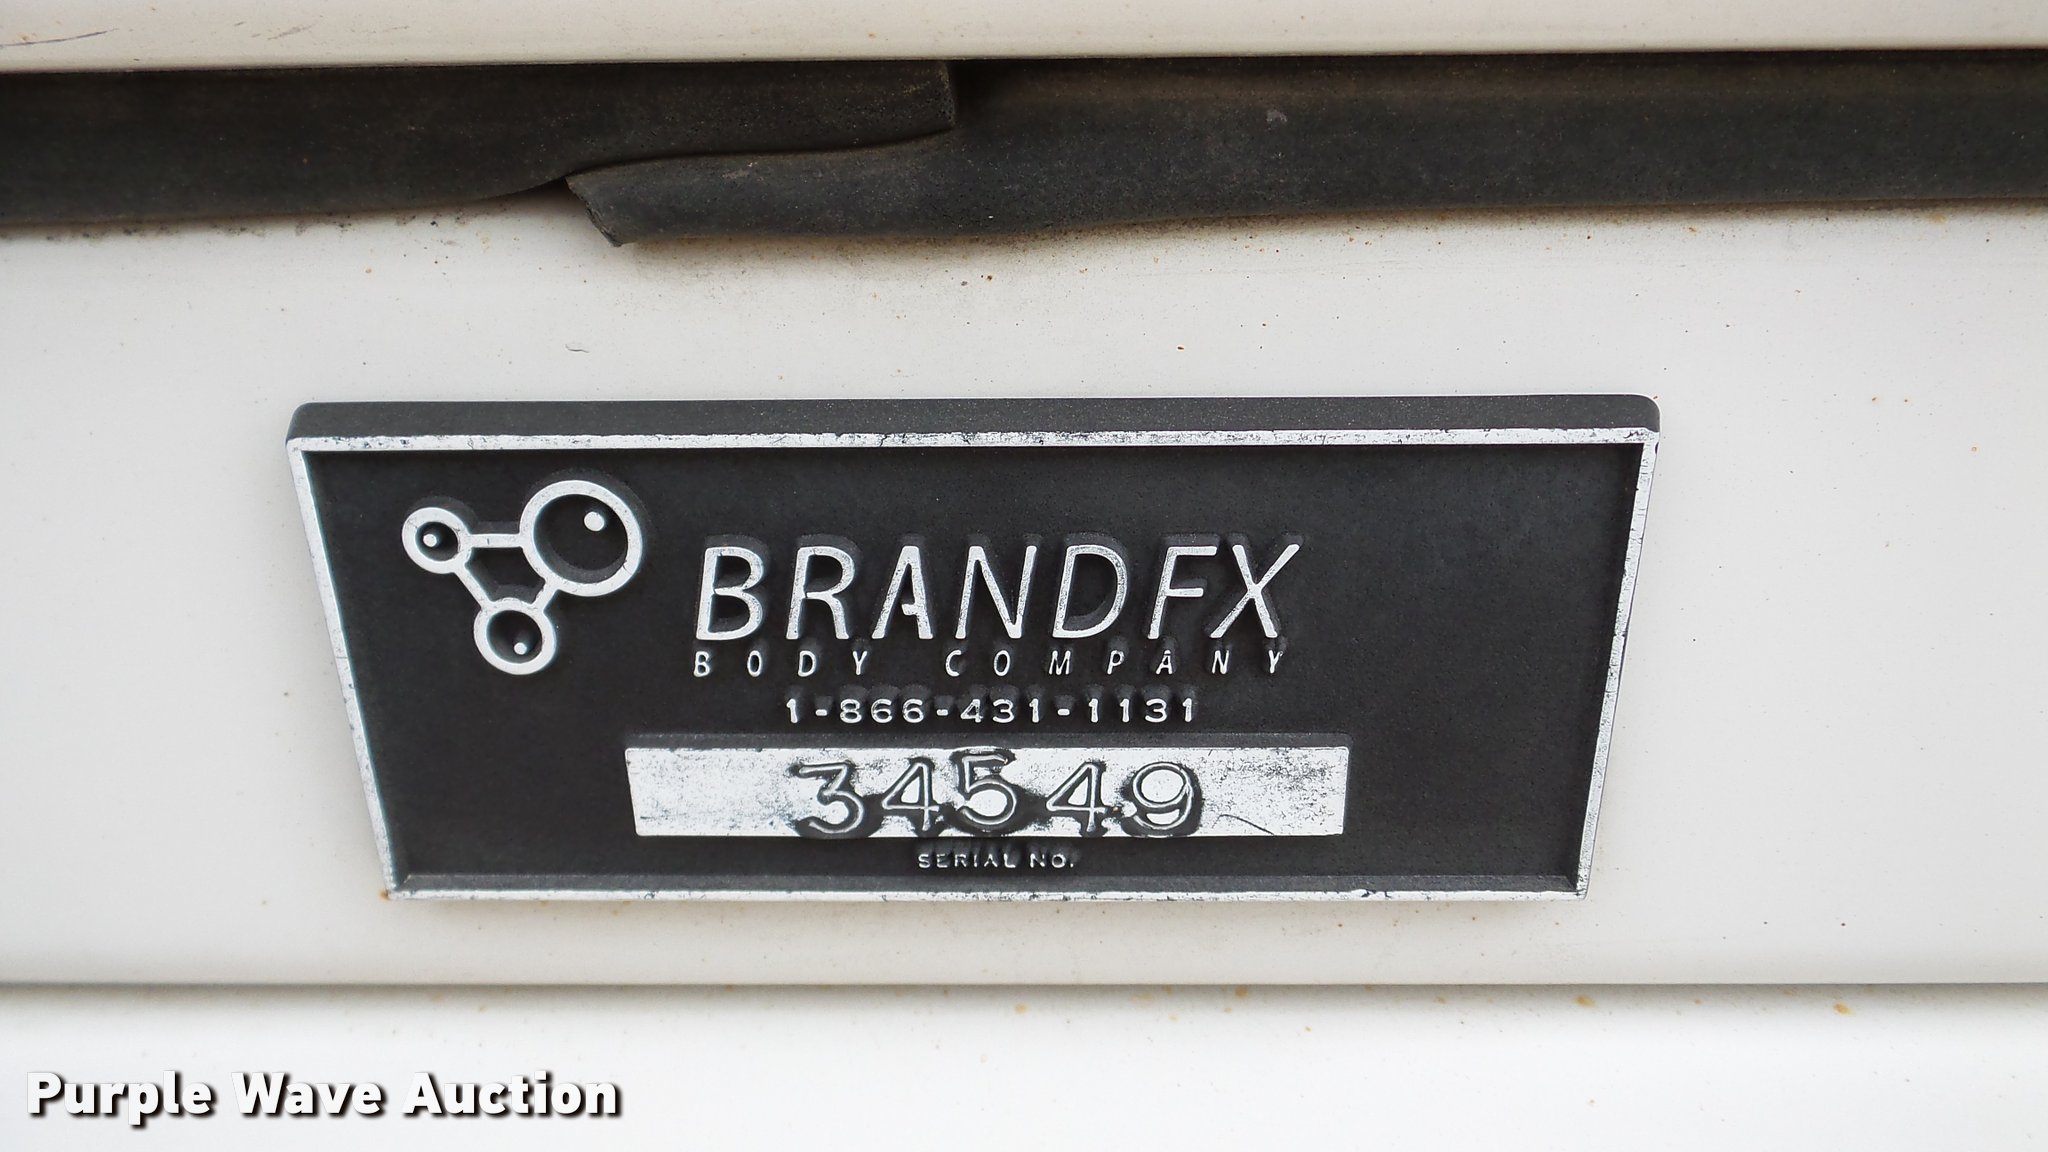 BRANDFX
BODY COMPANY
1-866-431-1131
34549
SERIAL NO.
Purple Wave Auction